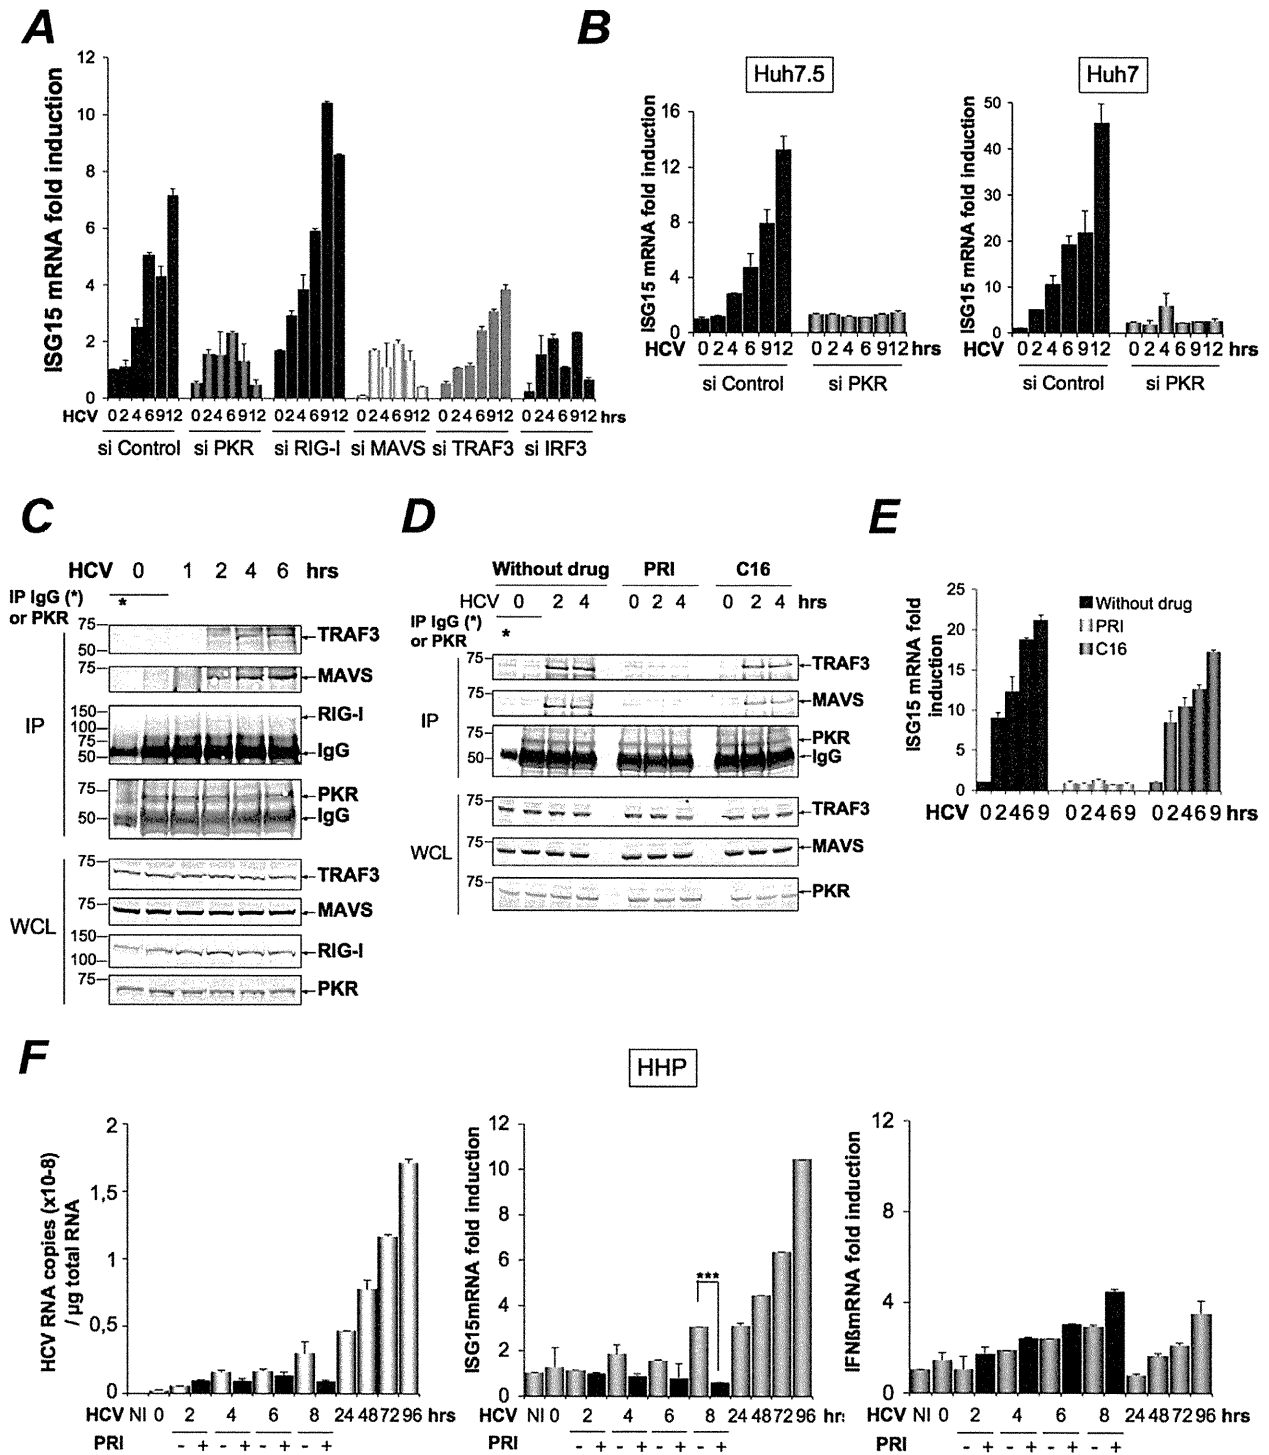 A
ISG15 mRNA fold induction
12
10
8
6
4
2
0
HCV 0 2 4 6 9 12 0 2 4 6 9 12 0 2 4 6 9 12 0 2 4 6 9 12 0 2 4 6 9 12 0 2 4 6 9 12 hrs
si Control si PKR si RIG-I si MAVS si TRAF3 si IRF3
B
Huh7.5
ISG15 mRNA fold induction
16
12
8
4
0
HCV 0 2 4 6 9 12 0 2 4 6 9 12 hrs
si Control si PKR
Huh7
ISG15 mRNA fold induction
50
40
30
20
10
0
HCV 0 2 4 6 9 12 0 2 4 6 9 12 hrs
si Control si PKR
C
HCV 0 1 2 4 6 hrs
IP IgG (*)
or PKR
*
IP
75
50
TRAF3
75
MAVS
150
100
75
50
RIG-I
IgG
75
50
PKR
IgG
WCL
75
TRAF3
75
MAVS
150
100
RIG-I
75
PKR
D
Without drug PRI C16
HCV 0 2 4 0 2 4 0 2 4 hrs
IP IgG (*)
or PKR
*
IP
75
TRAF3
75
MAVS
75
50
PKR
IgG
WCL
75
TRAF3
75
MAVS
75
PKR
E
ISG15 mRNA fold
induction
25
20
15
10
5
0
Without drug
PRI
C16
HCV 0 2 4 6 9 0 2 4 6 9 0 2 4 6 9 hrs
F
HHP
HCV RNA copies (x10-8)
/ µg total RNA
2
1,5
1
0,5
0
HCV NI 0 2 4 6 8 24 48 72 96 hrs
PRI - + - + - + - +
ISG15mRNA fold induction
12
10
8
6
4
2
0
***
HCV NI 0 2 4 6 8 24 48 72 96 hr
PRI - + - + - + - +
IFNßmRNA fold induction
12
8
4
0
HCV NI 0 2 4 6 8 24 48 72 96 hrs
PRI - + - + - + - +